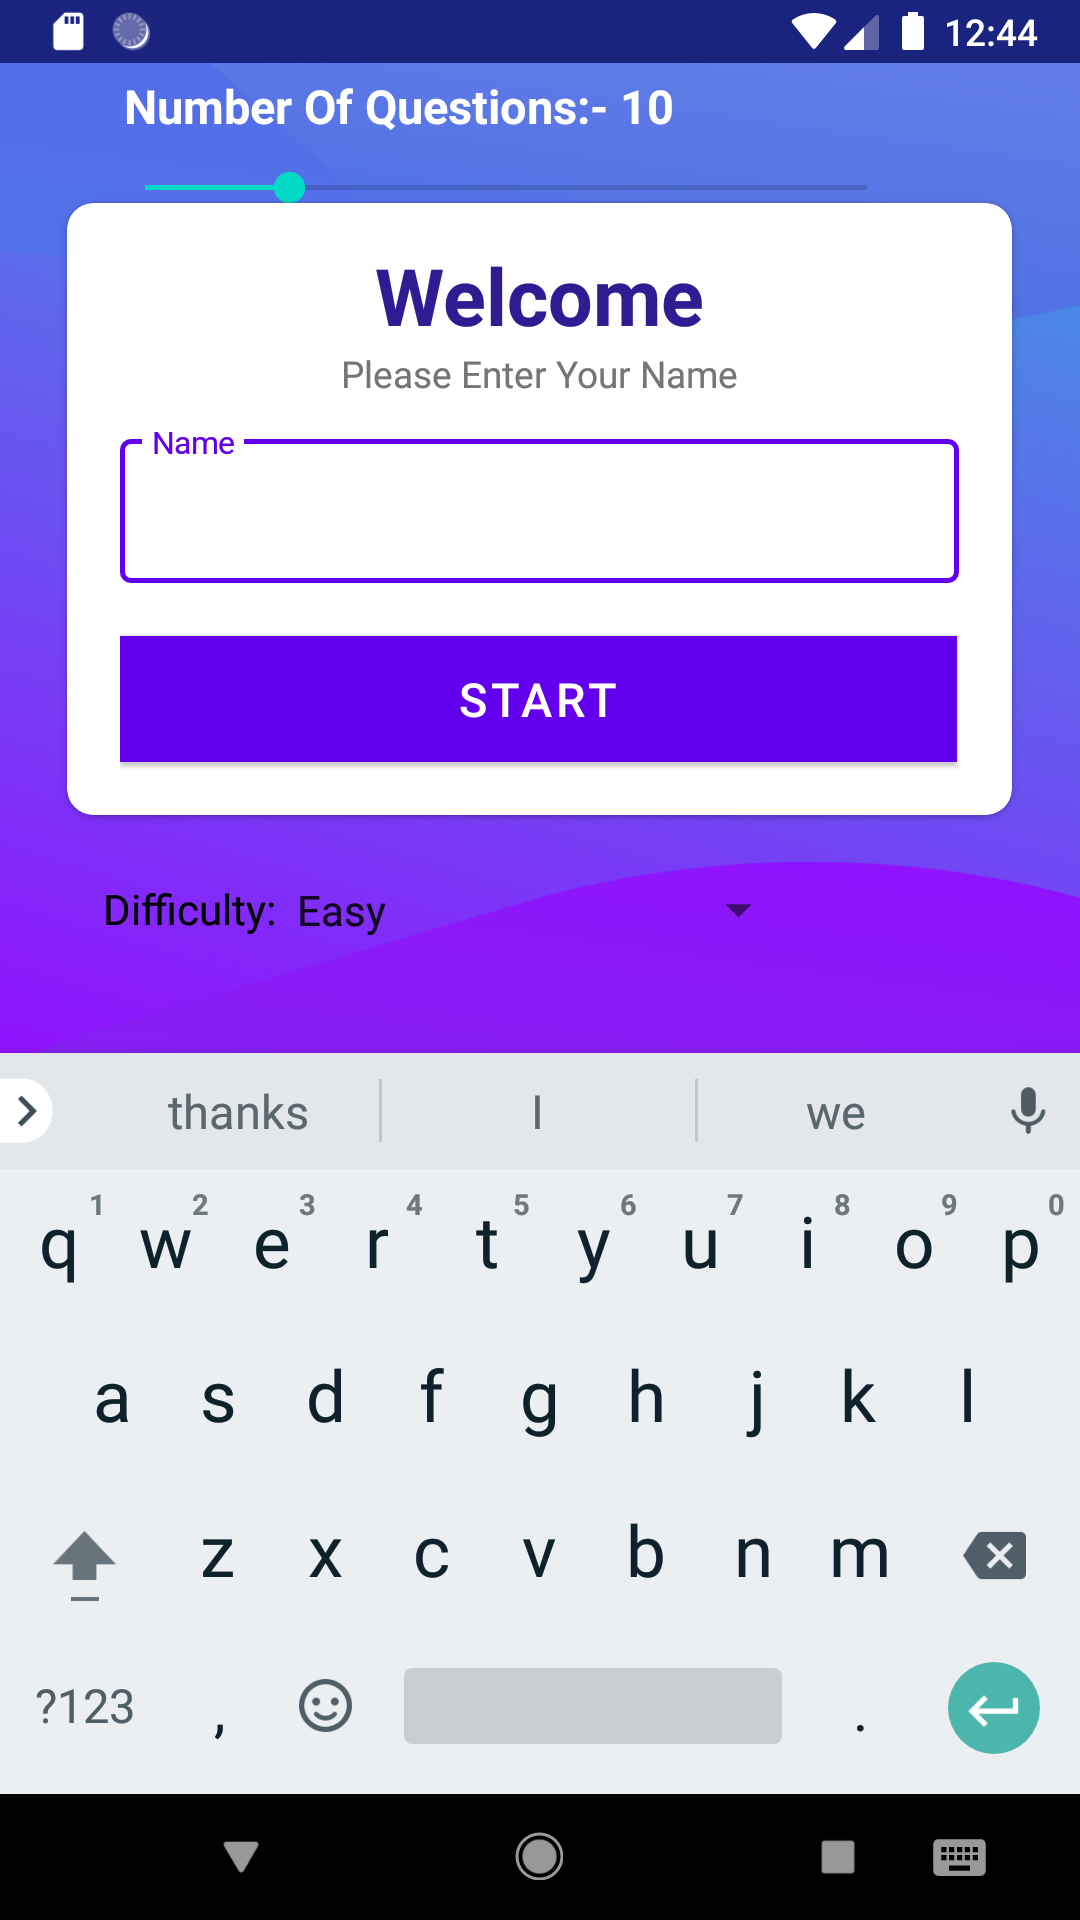 12:44
Number Of Questions:- 10
Welcome
Please Enter Your Name
Name
START
Difficulty: Easy
thanks I we
1 2 3 4 5 6 7 8 9 0
q w e r t y u i o p
a s d f g h j k l
z x c v b n m
?123 , .